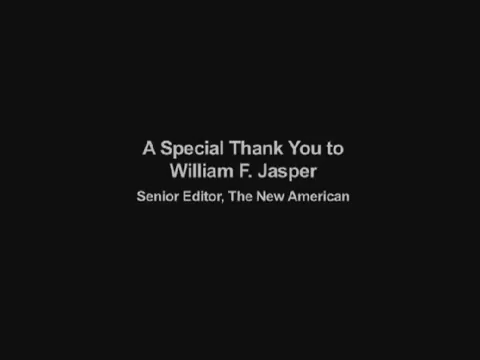 A Special Thank You to
William F. Jasper
Senior Editor, The New American